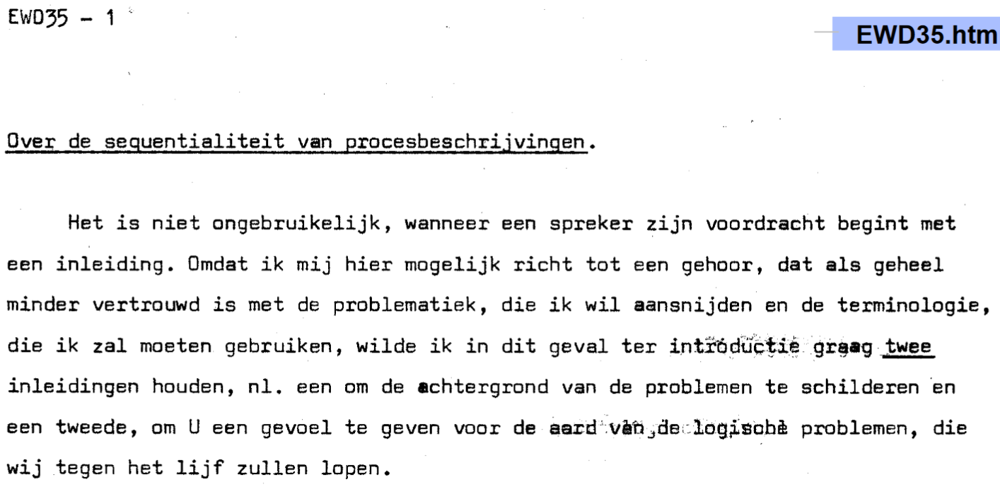 EWD35 - 1
EWD35.htm
Over de sequentialiteit van procesbeschrijvingen.
Het is niet ongebruikelijk, wanneer een spreker zijn voordracht begint met
een inleiding. Omdat ik mij hier mogelijk richt tot een gehoor, dat als geheel
minder vertrouwd is met de problematiek, die ik wil aansnijden en de terminologie,
die ik zal moeten gebruiken, wilde ik in dit geval ter introductie graag twee
inleidingen houden, nl. een om de achtergrond van de problemen te schilderen en
een tweede, om U een gevoel te geven voor de aard van de logische problemen, die
wij tegen het lijf zullen lopen.